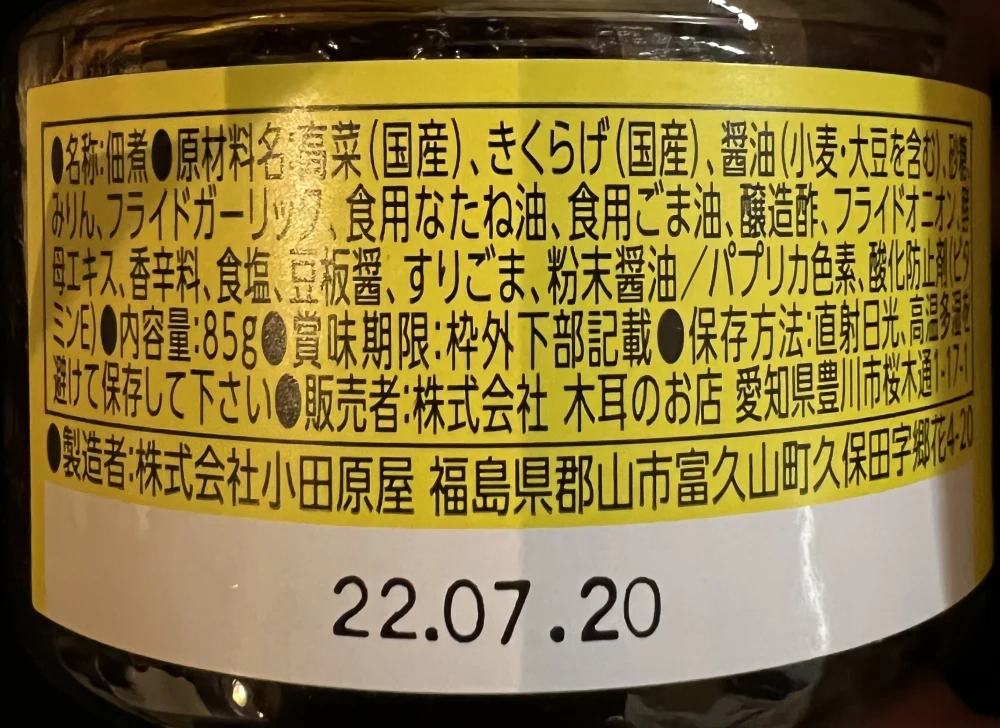 ●名称:佃煮●原材料名:高菜(国産)、きくらげ(国産)、醤油(小麦・大豆を含む)、砂糖、
みりん、フライドガーリック、食用なたね油、食用ごま油、醸造酢、フライドオニオン、酵
母エキス、香辛料、食塩、豆板醤、すりごま、粉末醤油/パプリカ色素、酸化防止剤(ビタ
ミンE)●内容量:85g●賞味期限:枠外下部記載●保存方法:直射日光、高温多湿を
避けて保存して下さい●販売者:株式会社 木耳のお店 愛知県豊川市桜木通1-17-1
●製造者:株式会社小田原屋 福島県郡山市富久山町久保田字郷花4-20
22.07.20